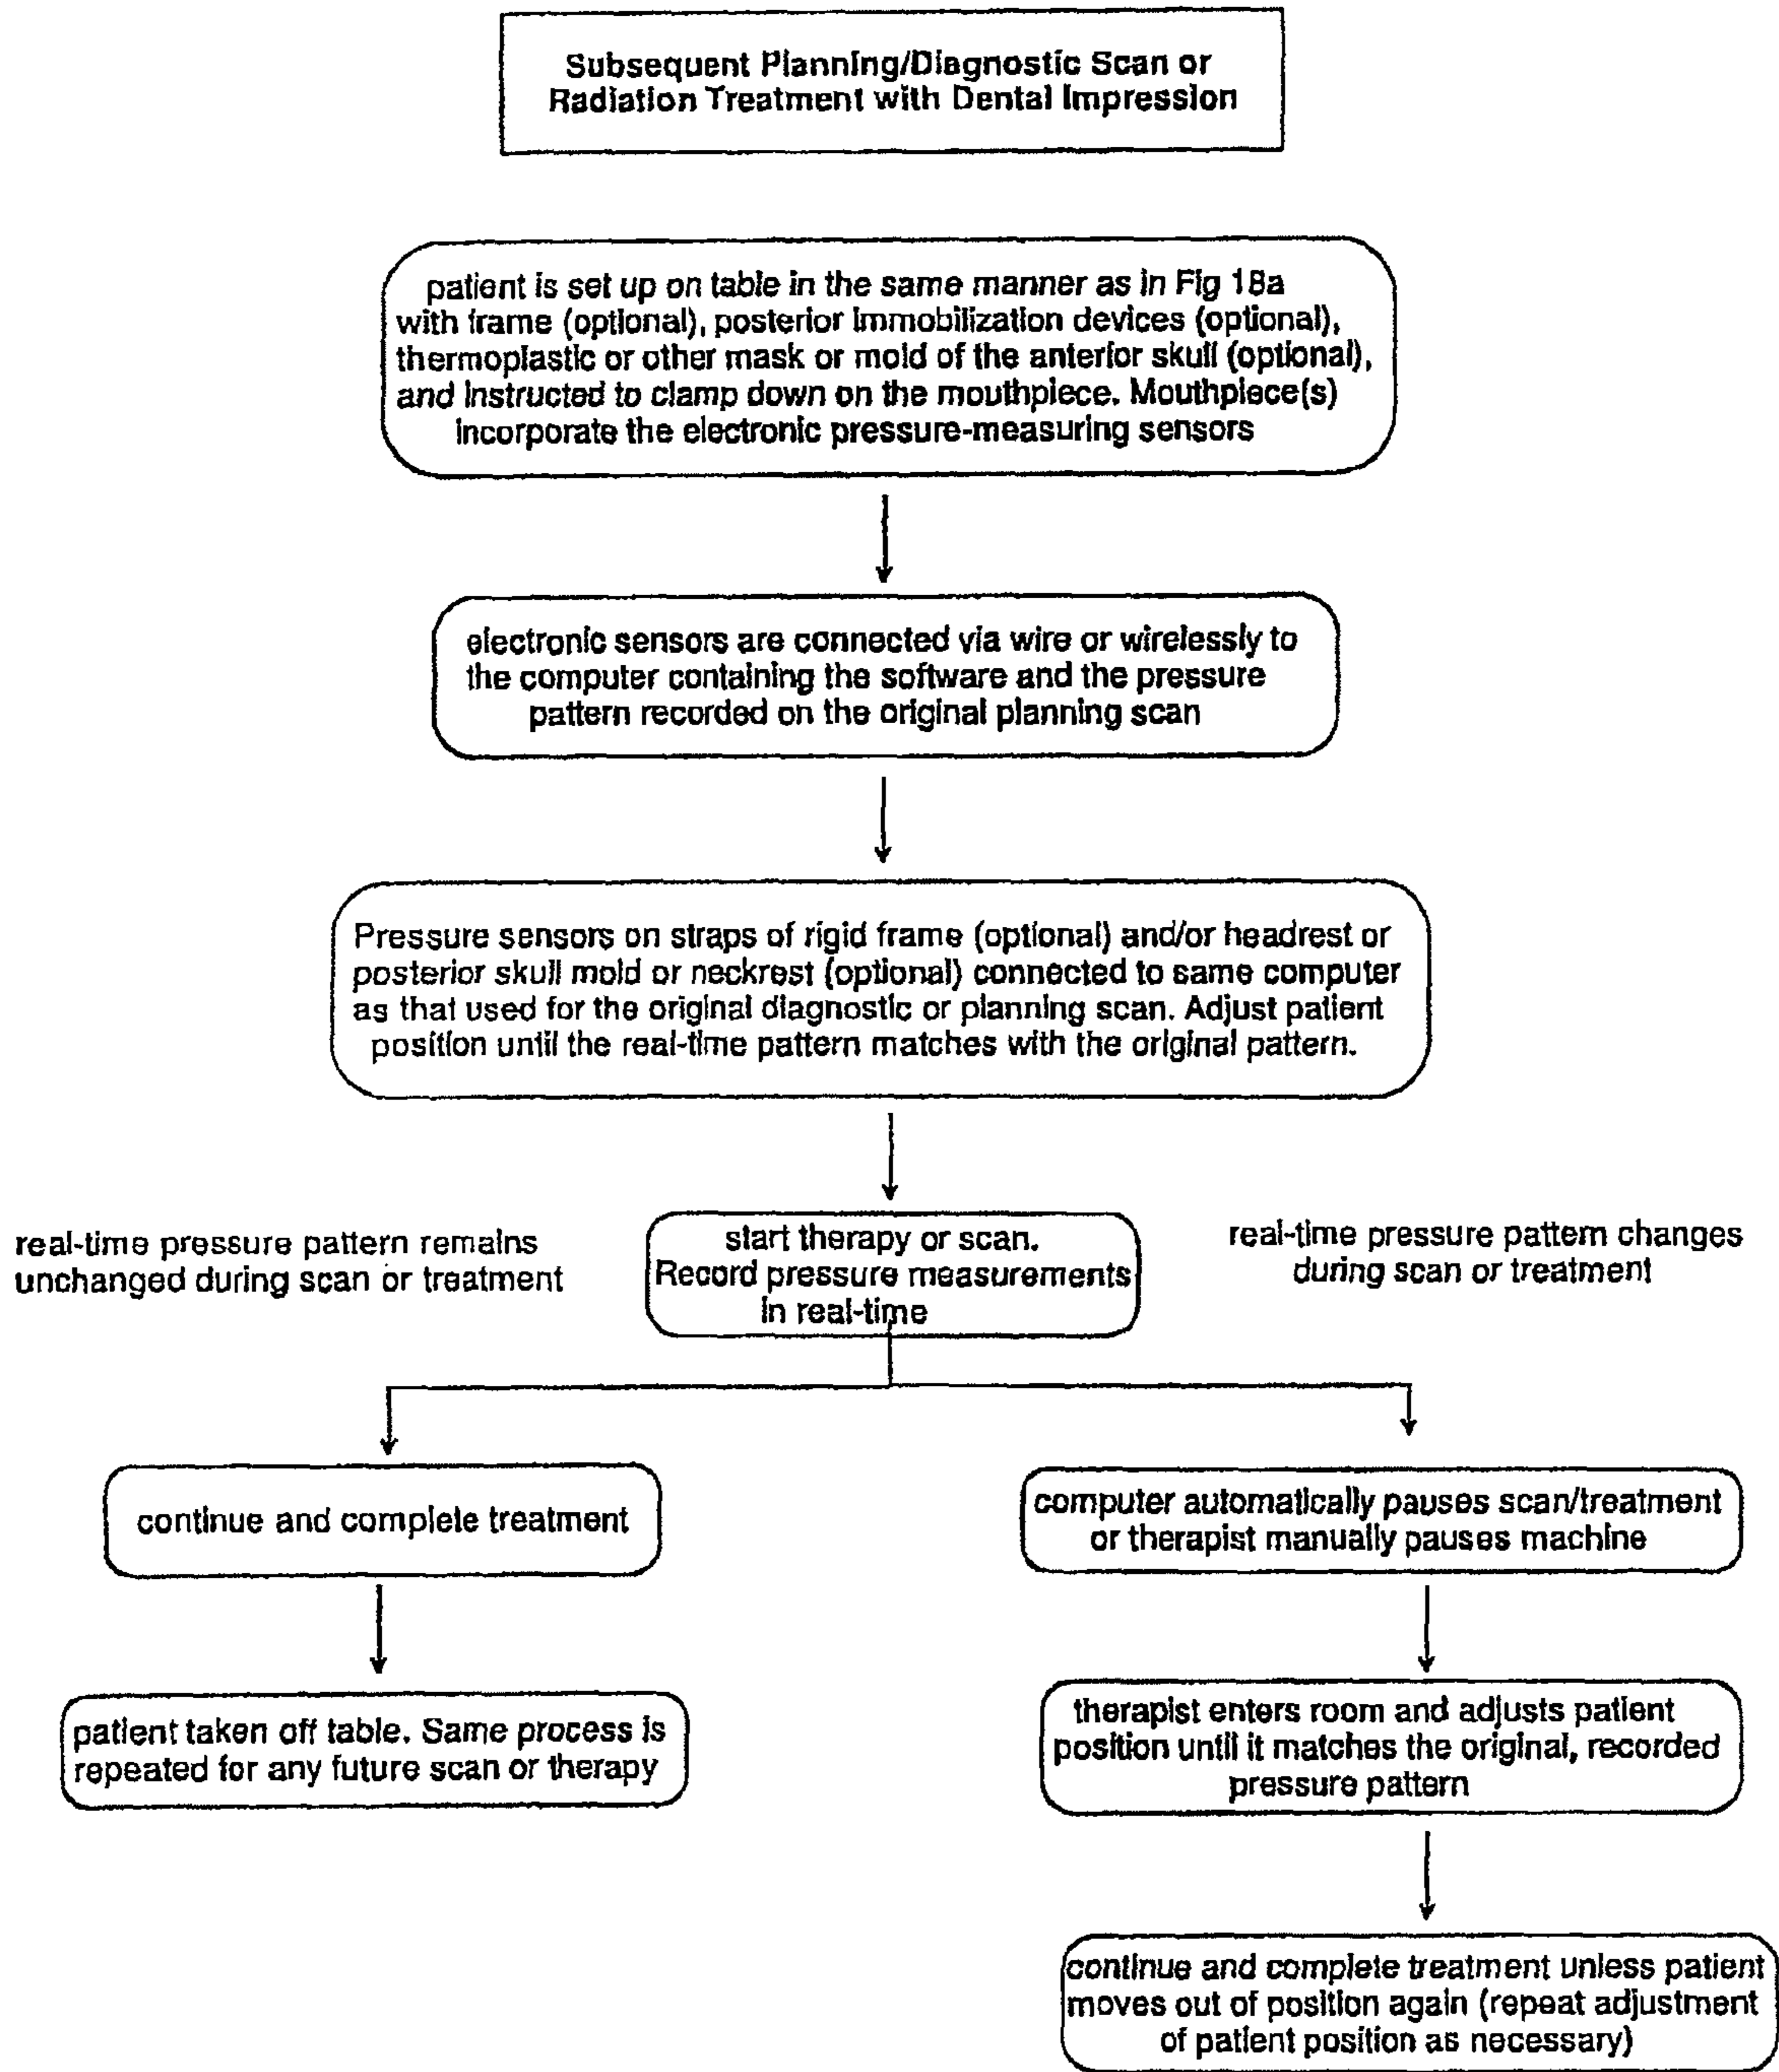 Subsequent Planning/Diagnostic Scan or
Radiation Treatment with Dental Impression
patient is set up on table in the same manner as in Fig 18a
with frame (optional), posterior immobilization devices (optional),
thermoplastic or other mask or mold of the anterior skull (optional),
and instructed to clamp down on the mouthpiece. Mouthpiece(s)
incorporate the electronic pressure-measuring sensors
electronic sensors are connected via wire or wirelessly to
the computer containing the software and the pressure
pattern recorded on the original planning scan
Pressure sensors on straps of rigid frame (optional) and/or headrest or
posterior skull mold or neckrest (optional) connected to same computer
as that used for the original diagnostic or planning scan. Adjust patient
position until the real-time pattern matches with the original pattern.
real-time pressure pattern remains
unchanged during scan or treatment
start therapy or scan.
Record pressure measurements
in real-time
real-time pressure pattern changes
during scan or treatment
continue and complete treatment
patient taken off table. Same process is
repeated for any future scan or therapy
computer automatically pauses scan/treatment
or therapist manually pauses machine
therapist enters room and adjusts patient
position until it matches the original, recorded
pressure pattern
continue and complete treatment unless patient
moves out of position again (repeat adjustment
of patient position as necessary)